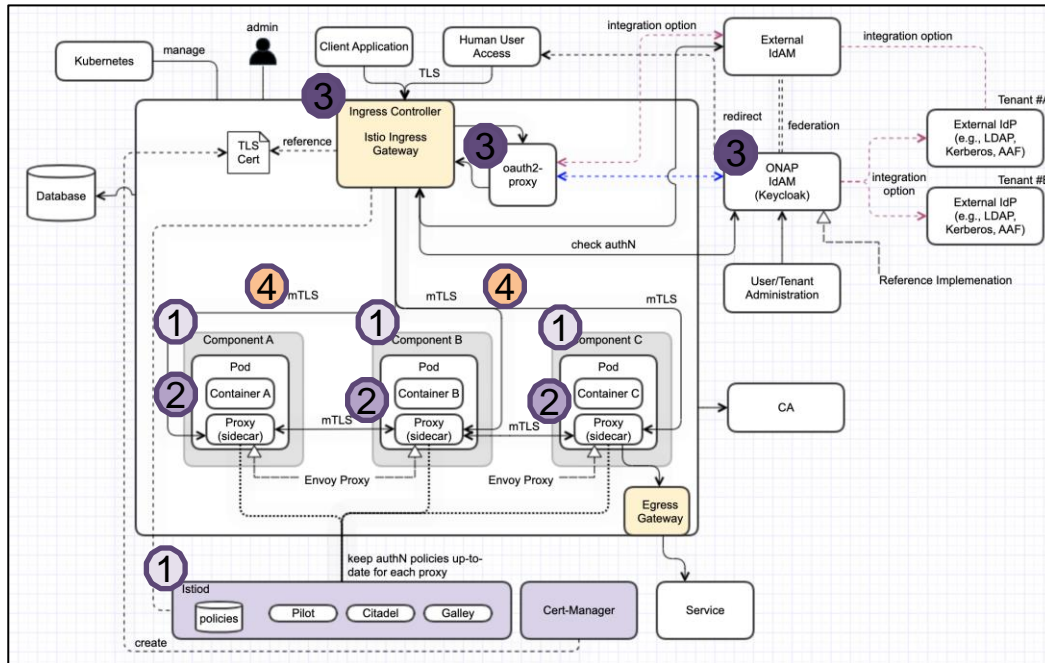 admin
Kubernetes
manage
Client Application
Human User
Access
TLS
External
IdAM
integration option
integration option
Tenant #A
External IdP
(e.g., LDAP,
Kerberos, AAF)
Tenant #B
External IdP
(e.g., LDAP,
Kerberos, AAF)
3
Ingress Controller
Istio Ingress
Gateway
reference
TLS
Cert
3
oauth2-
proxy
redirect
federation
3
ONAP
IdAM
(Keycloak)
integration
option
Database
check authN
User/Tenant
Administration
Reference Implemenation
4
mTLS
mTLS
4
mTLS
1
Component A
Pod
Container A
2
Proxy
(sidecar)
mTLS
1
Component B
Pod
Container B
2
Proxy
(sidecar)
mTLS
1
Component C
Pod
Container C
2
Proxy
(sidecar)
Envoy Proxy
Envoy Proxy
CA
Egress
Gateway
keep authN policies up-to-
date for each proxy
1
Istiod
policies
Pilot
Citadel
Galley
Cert-Manager
Service
create